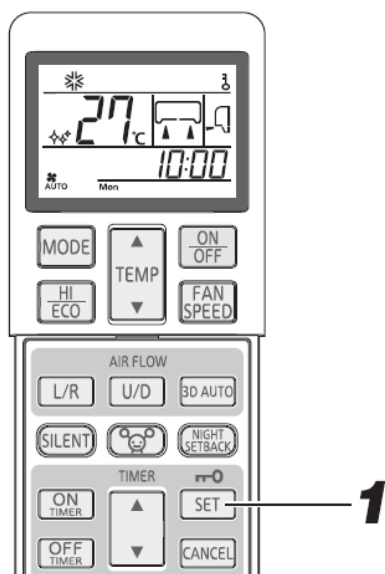 27°C
AUTO
Mon
10:00
MODE
TEMP
ON
OFF
HI
ECO
FAN
SPEED
AIR FLOW
L/R
U/D
3D AUTO
SILENT
NIGHT
SETBACK
TIMER
ON
TIMER
SET
1
OFF
TIMER
CANCEL